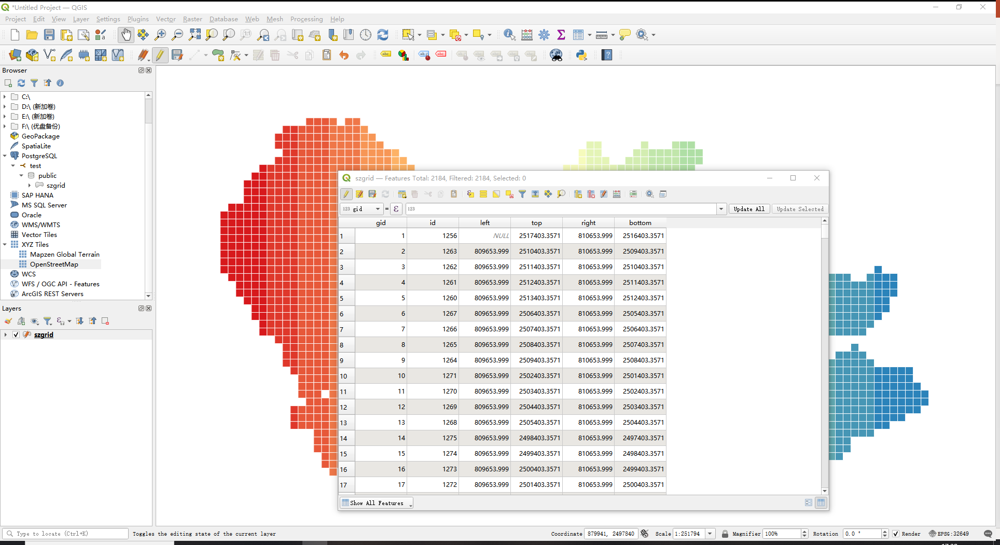 *Untitled Project — QGIS
Project Edit View Layer Settings Plugins Vector Raster Database Web Mesh Processing Help
Browser
C:\
D:\ (新加卷)
E:\ (新加卷)
F:\ (优盘备份)
GeoPackage
SpatiaLite
PostgreSQL
test
public
szgrid
SAP HANA
MS SQL Server
Oracle
WMS/WMTS
Vector Tiles
XYZ Tiles
Mapzen Global Terrain
OpenStreetMap
WCS
WFS / OGC API - Features
ArcGIS REST Servers
Layers
szgrid
szgrid — Features Total: 2184, Filtered: 2184, Selected: 0
123 gid = ε 123 Update All Update Selected
gid id left top right bottom
1 1 1256 NULL 2517403.3571 810653.999 2516403.3571
2 2 1263 809653.999 2510403.3571 810653.999 2509403.3571
3 3 1262 809653.999 2511403.3571 810653.999 2510403.3571
4 4 1261 809653.999 2512403.3571 810653.999 2511403.3571
5 5 1260 809653.999 2513403.3571 810653.999 2512403.3571
6 6 1267 809653.999 2506403.3571 810653.999 2505403.3571
7 7 1266 809653.999 2507403.3571 810653.999 2506403.3571
8 8 1265 809653.999 2508403.3571 810653.999 2507403.3571
9 9 1264 809653.999 2509403.3571 810653.999 2508403.3571
10 10 1271 809653.999 2502403.3571 810653.999 2501403.3571
11 11 1270 809653.999 2503403.3571 810653.999 2502403.3571
12 12 1269 809653.999 2504403.3571 810653.999 2503403.3571
13 13 1268 809653.999 2505403.3571 810653.999 2504403.3571
14 14 1275 809653.999 2498403.3571 810653.999 2497403.3571
15 15 1274 809653.999 2499403.3571 810653.999 2498403.3571
16 16 1273 809653.999 2500403.3571 810653.999 2499403.3571
17 17 1272 809653.999 2501403.3571 810653.999 2500403.3571
Show All Features
Type to locate (Ctrl+K) Toggles the editing state of the current layer Coordinate 879941, 2497840 Scale 1:251794 Magnifier 100% Rotation 0.0 ° Render EPSG:32649